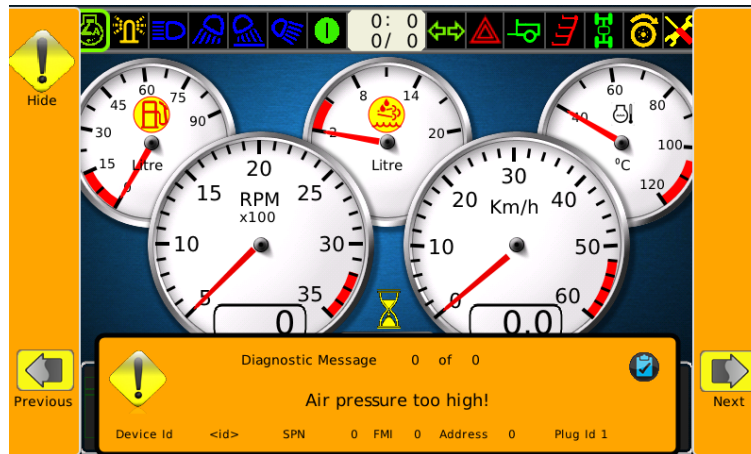 0: 0
0/ 0
Hide
15 30 45 60 75 90
0
Litre
2 8 14 20
Litre
40 60 80 100 120
°C
5 10 15 20 25 30 35
RPM
x100
0
0 10 20 30 40 50 60
Km/h
0.0
Diagnostic Message 0 of 0
Air pressure too high!
Device Id <id> SPN 0 FMI 0 Address 0 Plug Id 1
Previous
Next